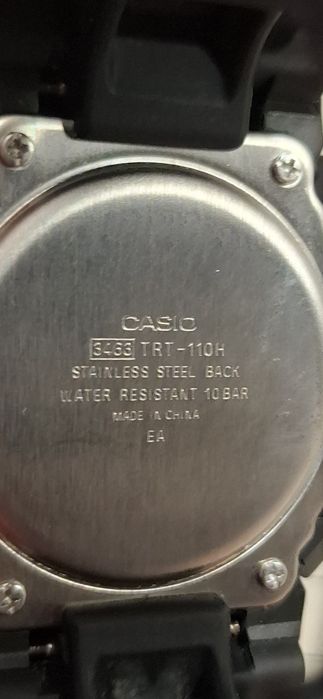 CASIO
3463 TRT-110H
STAINLESS STEEL BACK
WATER RESISTANT 10BAR
MADE IN CHINA
EA